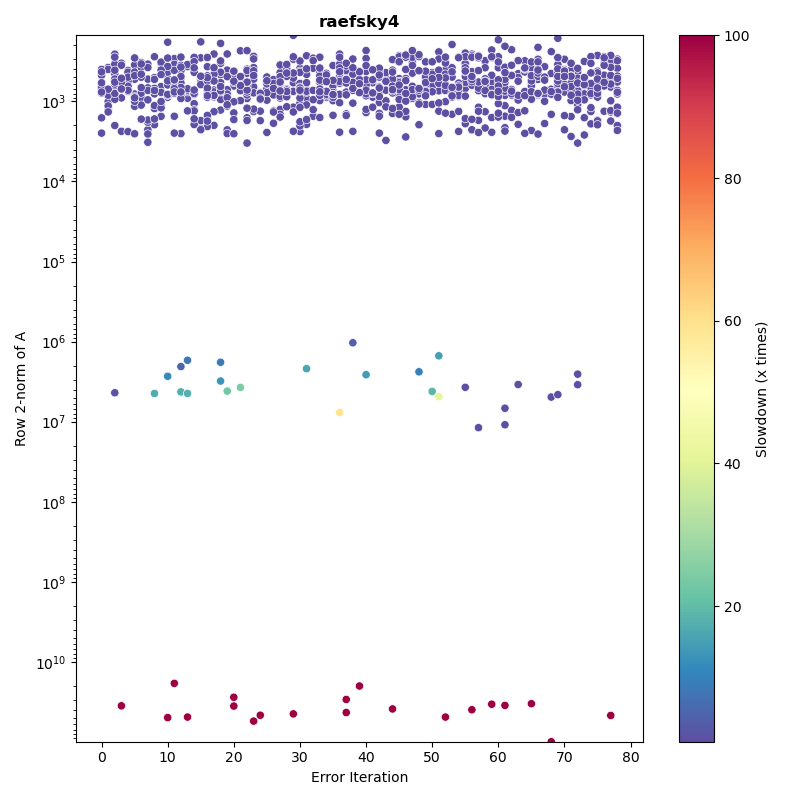 raefsky4
Row 2-norm of A
10³
10⁴
10⁵
10⁶
10⁷
10⁸
10⁹
10¹⁰
0 10 20 30 40 50 60 70 80
Error Iteration
100
80
60
40
20
Slowdown (x times)